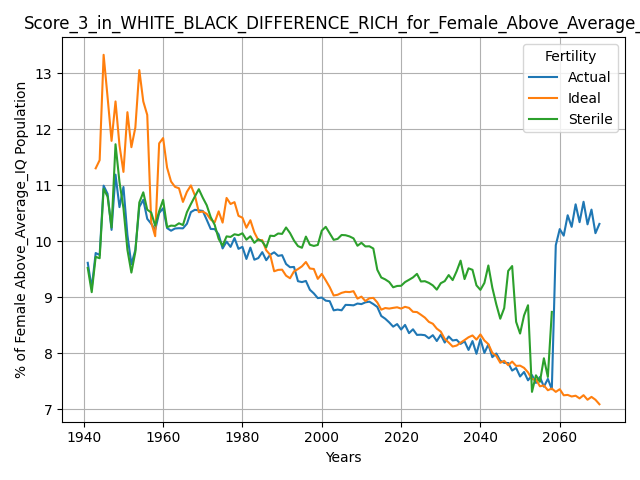 Score_3_in_WHITE_BLACK_DIFFERENCE_RICH_for_Female_Above_Average_
% of Female Above_Average_IQ Population
13
12
11
10
9
8
7
Fertility
Actual
Ideal
Sterile
1940 1960 1980 2000 2020 2040 2060
Years